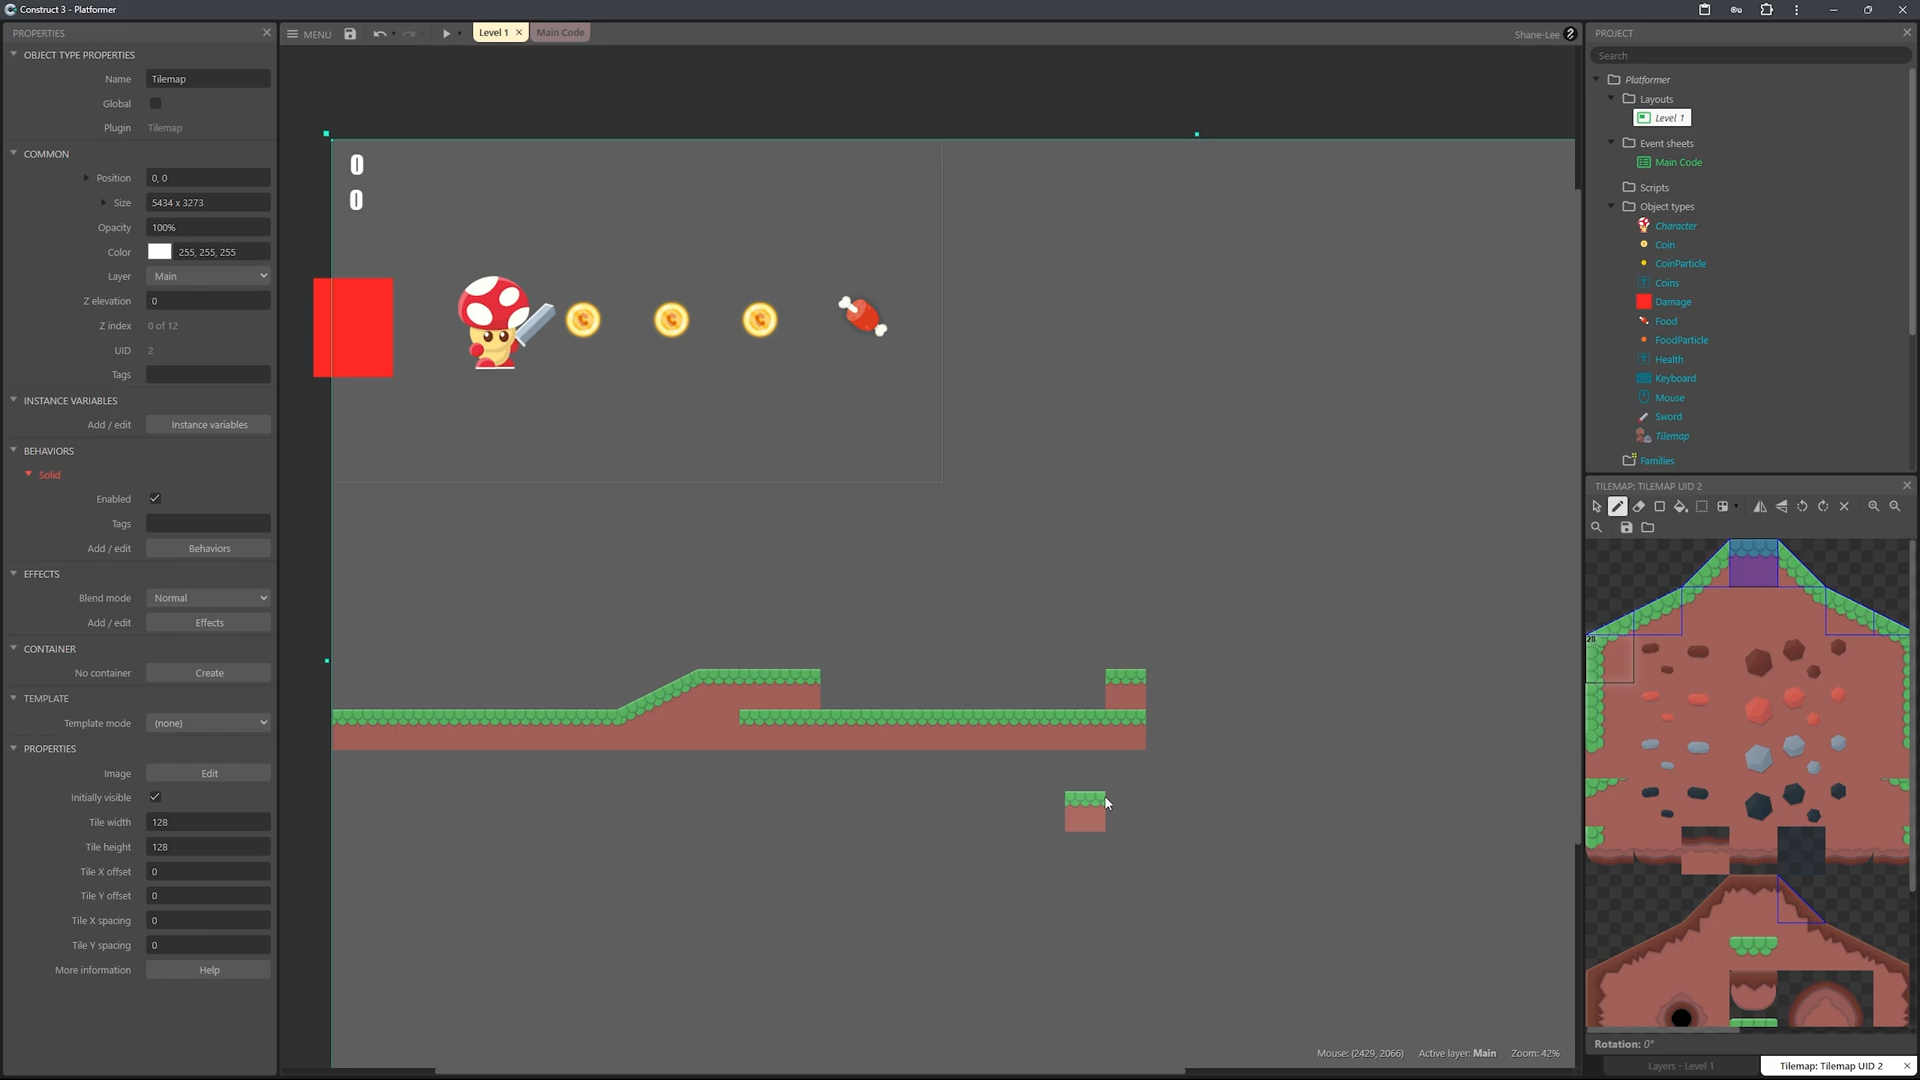 Construct 3 - Platformer
PROPERTIES
OBJECT TYPE PROPERTIES
Name Tilemap
Global
Plugin Tilemap
COMMON
Position 0, 0
Size 5434 x 3273
Opacity 100%
Color 255, 255, 255
Layer Main
Z elevation 0
Z index 0 of 12
UID 2
Tags
INSTANCE VARIABLES
Add / edit Instance variables
BEHAVIORS
Solid
Enabled
Tags
Add / edit Behaviors
EFFECTS
Blend mode Normal
Add / edit Effects
CONTAINER
No container Create
TEMPLATE
Template mode (none)
PROPERTIES
Image Edit
Initially visible
Tile width 128
Tile height 128
Tile X offset 0
Tile Y offset 0
Tile X spacing 0
Tile Y spacing 0
More information Help
MENU
Level 1
Main Code
Shane-Lee
0
0
Mouse: (2429, 2066) Active layer: Main Zoom: 42%
PROJECT
Search
Platformer
Layouts
Level 1
Event sheets
Main Code
Scripts
Object types
Character
Coin
CoinParticle
Coins
Damage
Food
FoodParticle
Health
Keyboard
Mouse
Sword
Tilemap
Families
TILEMAP: TILEMAP UID 2
28
Rotation: 0°
Layers - Level 1
Tilemap: Tilemap UID 2